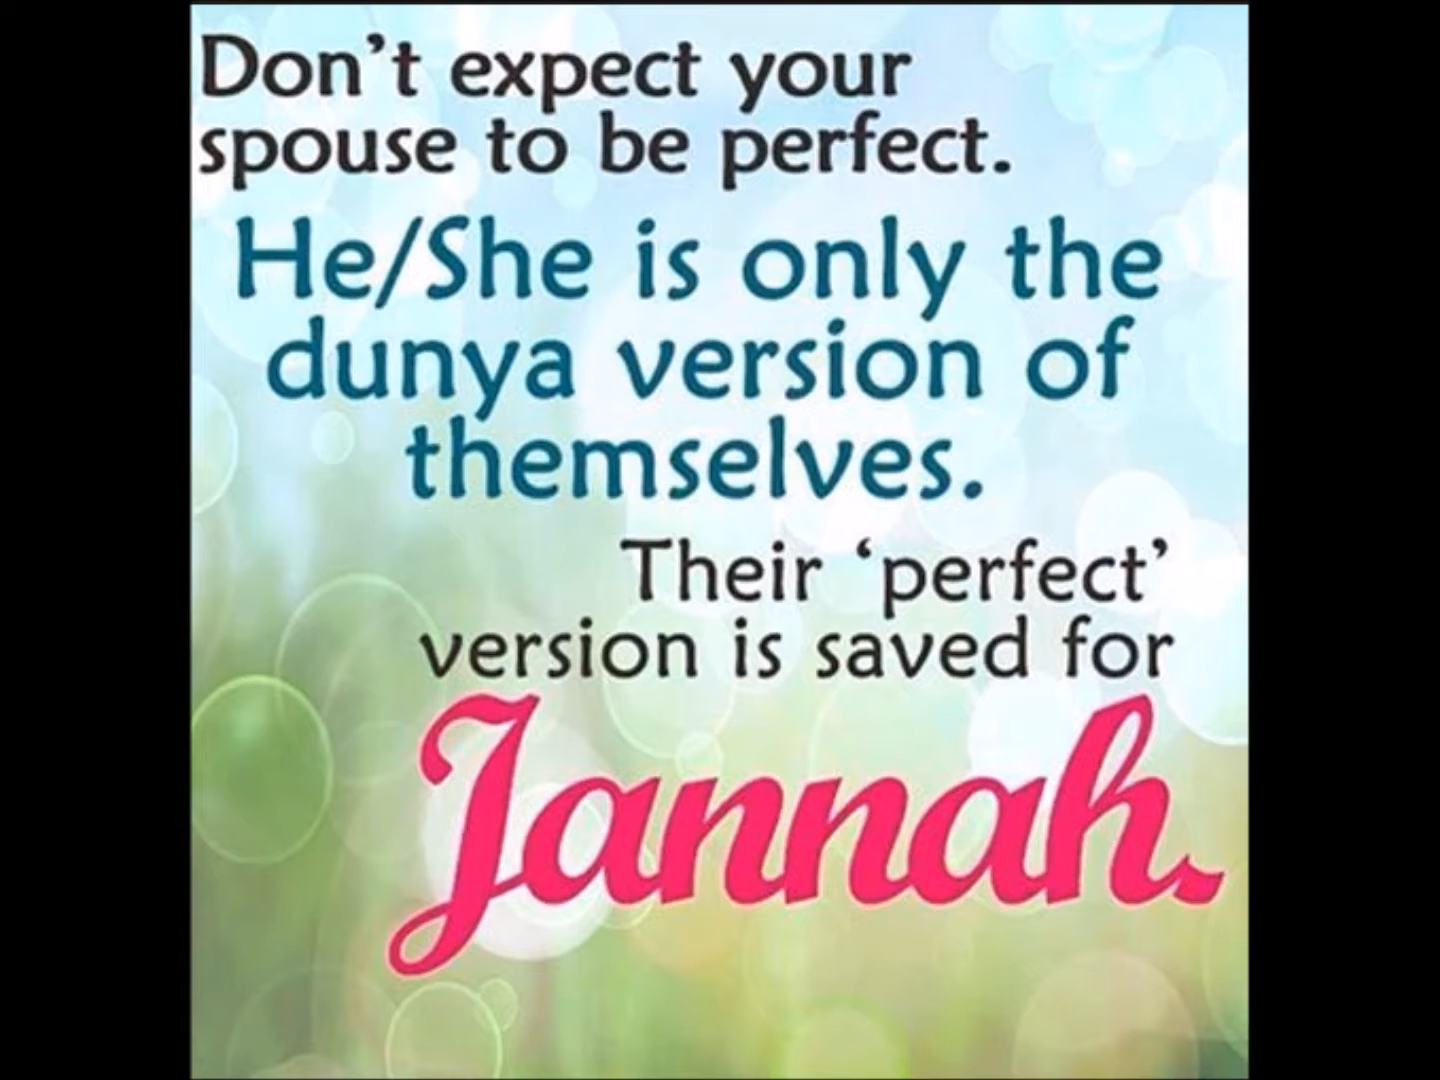 Don’t expect your
spouse to be perfect.
He/She is only the
dunya version of
themselves.
Their ‘perfect’
version is saved for
Jannah.